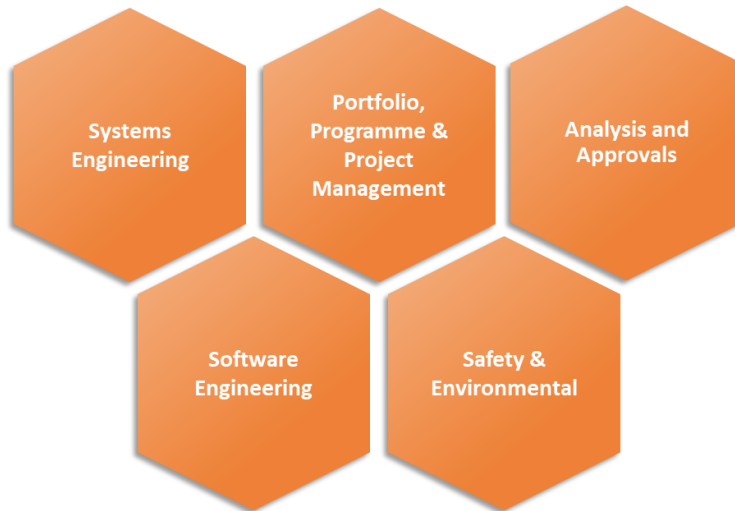 Systems
Engineering
Portfolio,
Programme &
Project
Management
Analysis and
Approvals
Software
Engineering
Safety &
Environmental